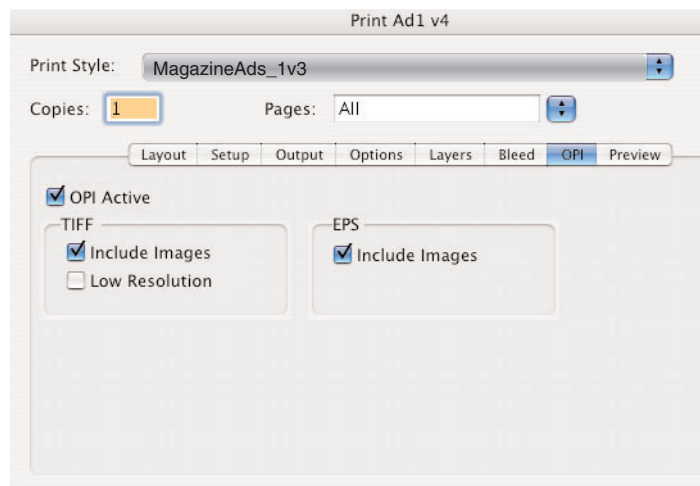 Print Ad1 v4
Print Style: MagazineAds_1v3
Copies: 1 Pages: All
Layout Setup Output Options Layers Bleed OPI Preview
OPI Active
TIFF EPS
Include Images Include Images
Low Resolution